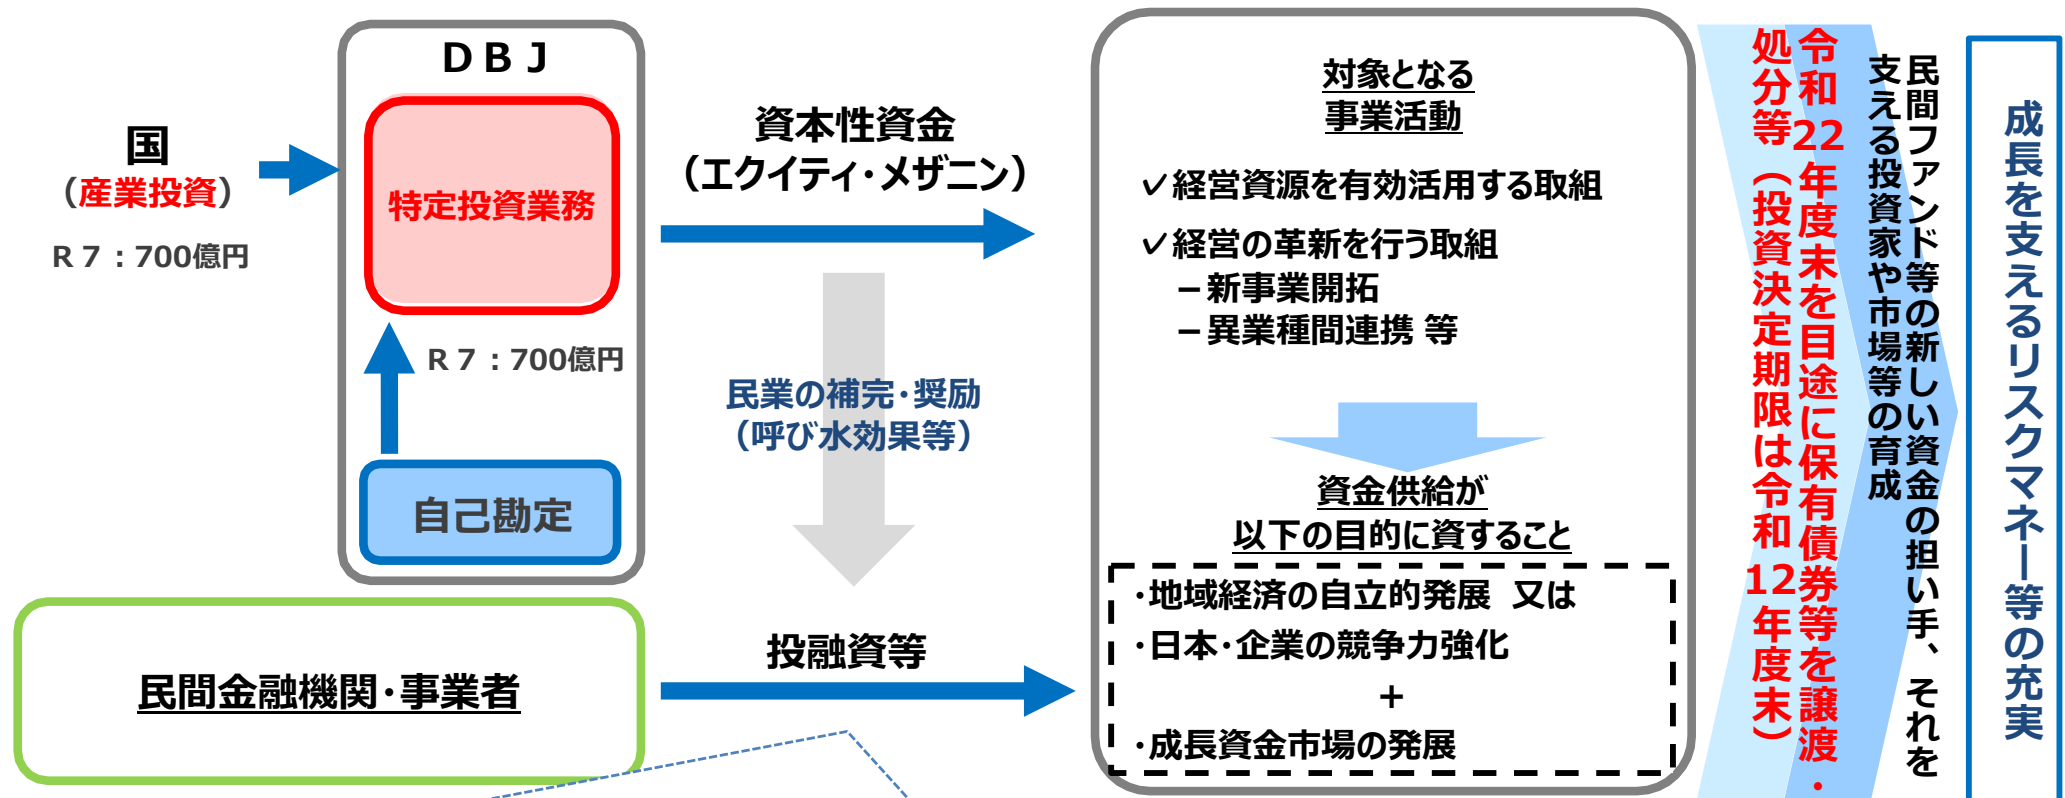 国
（産業投資）
Ｒ７：700億円
ＤＢＪ
特定投資業務
Ｒ７：700億円
自己勘定
民間金融機関・事業者
資本性資金
（エクイティ・メザニン）
民業の補完・奨励
（呼び水効果等）
投融資等
対象となる
事業活動
✓経営資源を有効活用する取組
✓経営の革新を行う取組
－新事業開拓
－異業種間連携 等
資金供給が
以下の目的に資すること
・地域経済の自立的発展 又は
・日本・企業の競争力強化
＋
・成長資金市場の発展
令和22年度末を目途に保有債券等を譲渡・
処分等（投資決定期限は令和12年度末）
民間ファンド等の新しい資金の担い手、それを
支える投資家や市場等の育成
成長を支えるリスクマネー等の充実